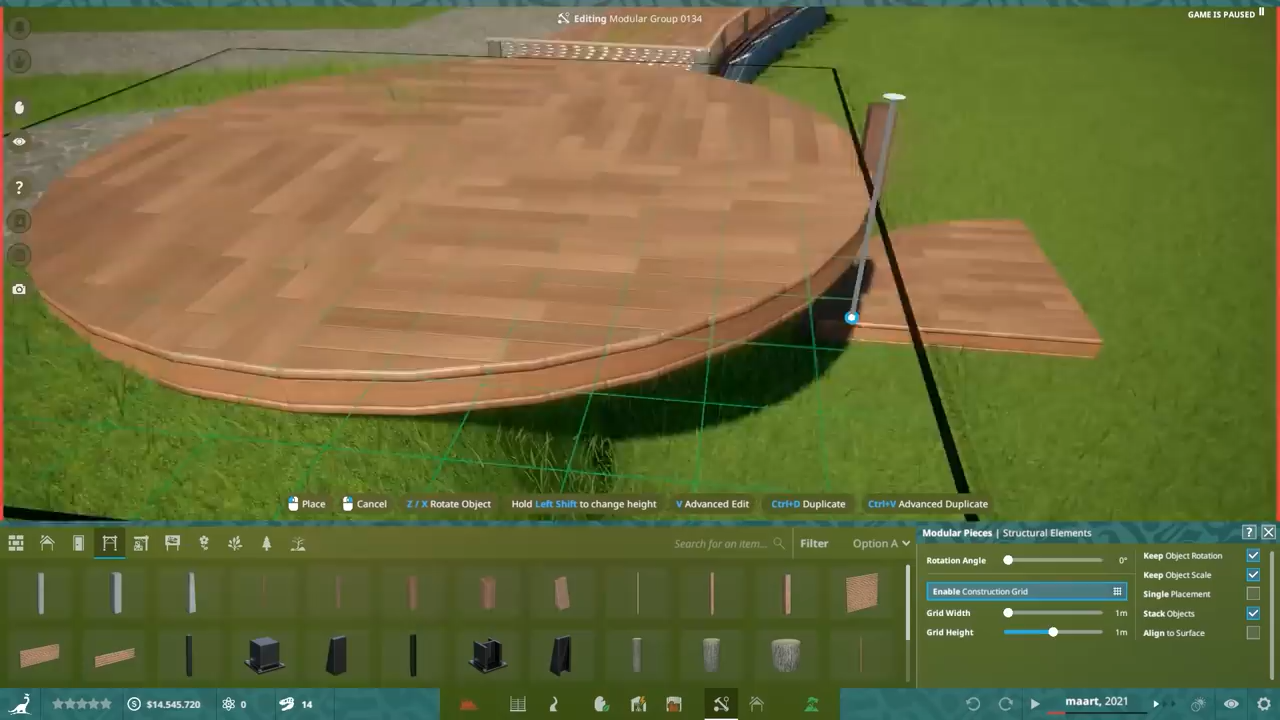 Editing Modular Group 0134
GAME IS PAUSED
?
Place
Cancel
Z / X Rotate Object
Hold Left Shift to change height
V Advanced Edit
Ctrl+D Duplicate
Ctrl+V Advanced Duplicate
Search for an item...
Filter
Option A
Modular Pieces | Structural Elements
?
Rotation Angle
0°
Enable Construction Grid
Grid Width
1m
Grid Height
1m
Keep Object Rotation
Keep Object Scale
Single Placement
Stack Objects
Align to Surface
$14.545.720
0
14
maart, 2021